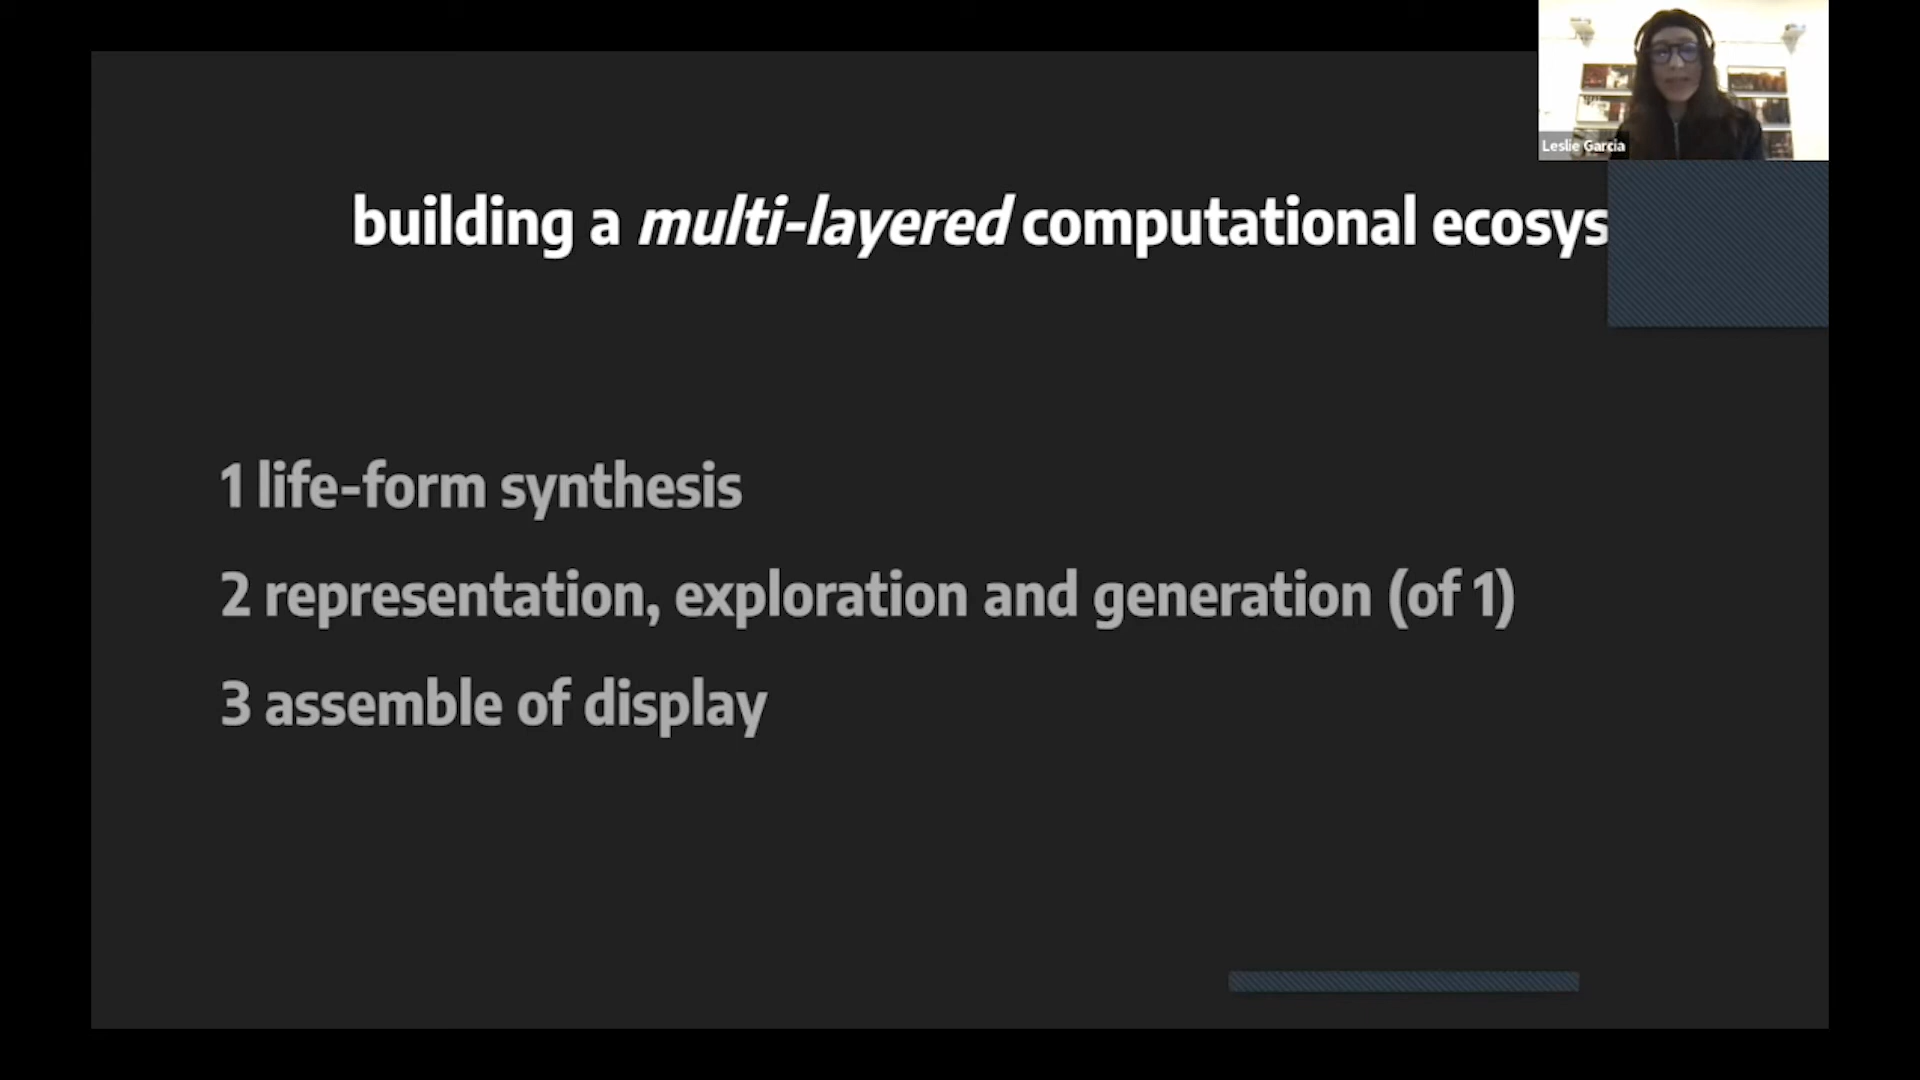 Leslie Garcia
building a multi-layered computational ecosys
1 life-form synthesis
2 representation, exploration and generation (of 1)
3 assemble of display